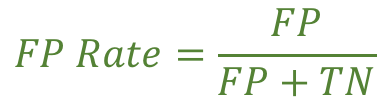 FP Rate = FP / (FP + TN)